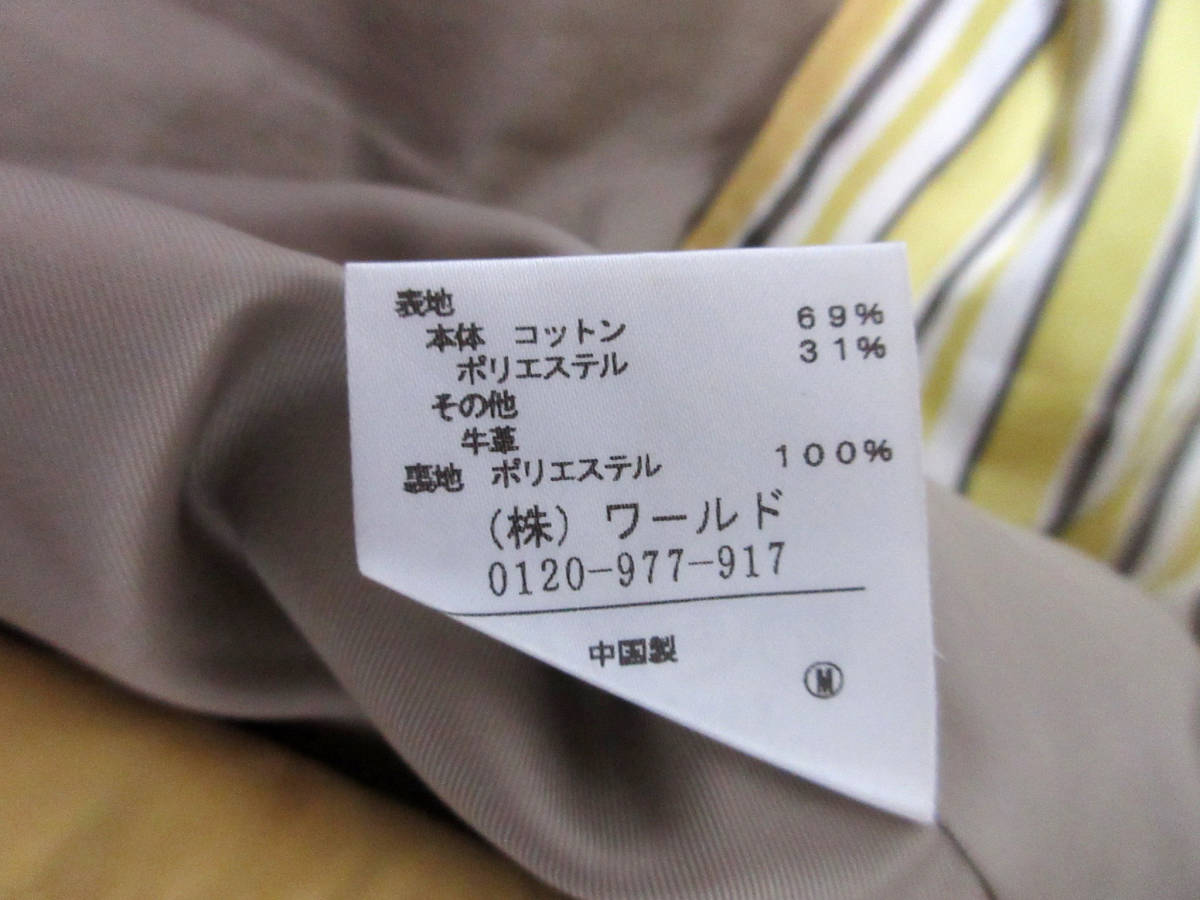 表地
本体 コットン 69%
ポリエステル 31%
その他
牛革
裏地 ポリエステル 100%
(株) ワールド
0120-977-917
中国製
Ⓜ